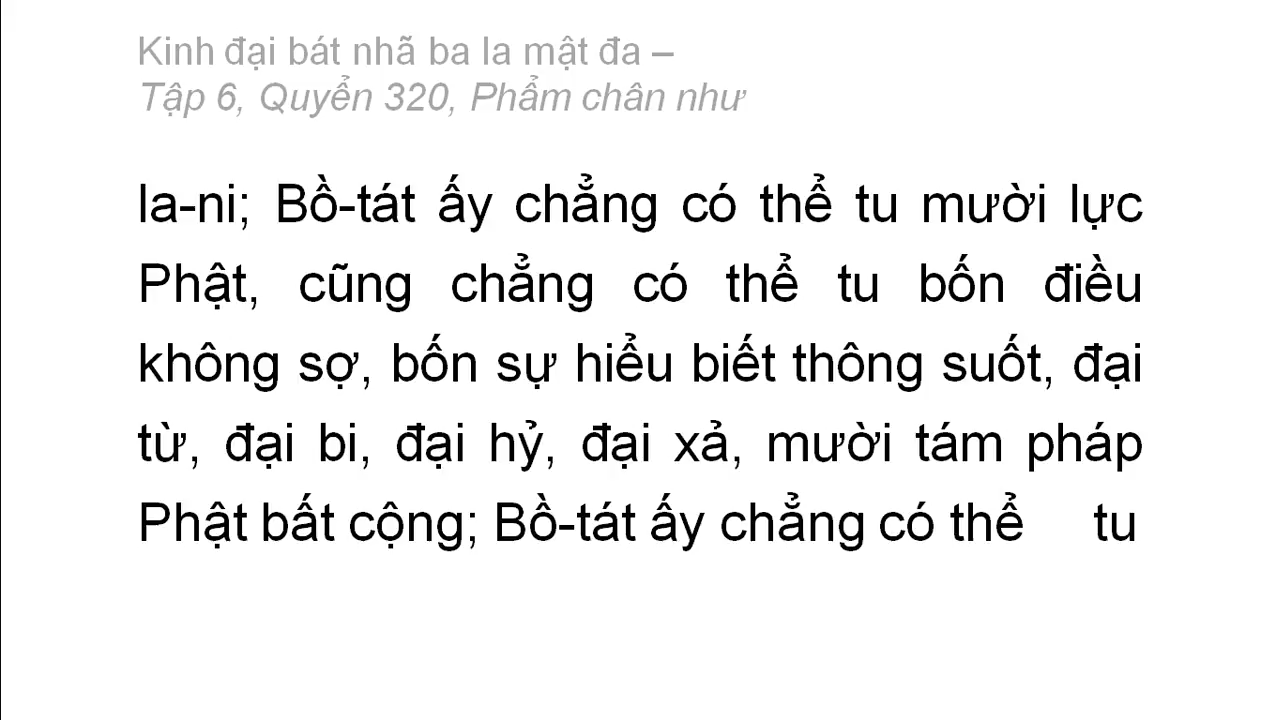 Kinh đại bát nhã ba la mật đa –
Tập 6, Quyển 320, Phẩm chân như
la-ni; Bồ-tát ấy chẳng có thể tu mười lực
Phật, cũng chẳng có thể tu bốn điều
không sợ, bốn sự hiểu biết thông suốt, đại
từ, đại bi, đại hỷ, đại xả, mười tám pháp
Phật bất cộng; Bồ-tát ấy chẳng có thể tu